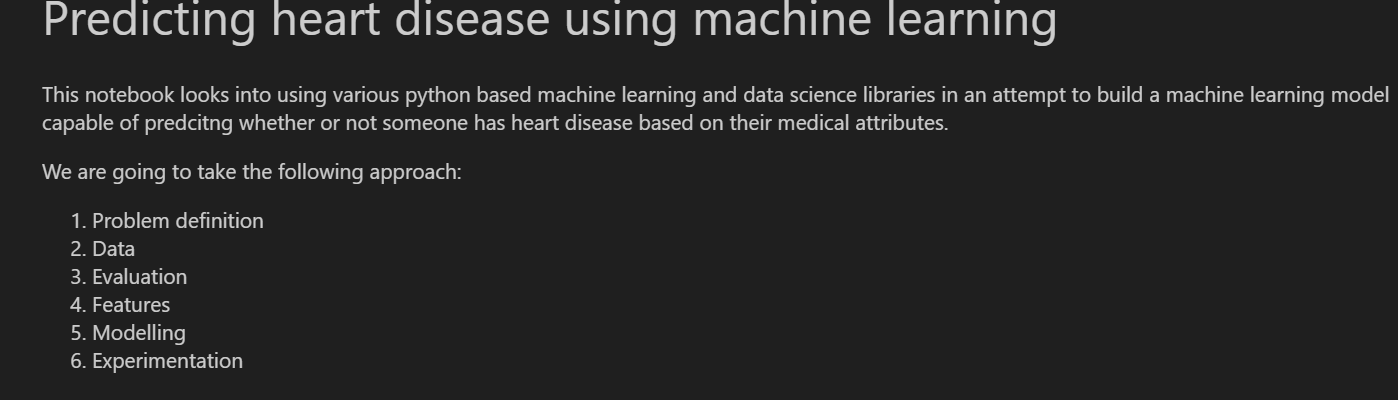 Predicting heart disease using machine learning
This notebook looks into using various python based machine learning and data science libraries in an attempt to build a machine learning model
capable of predcitng whether or not someone has heart disease based on their medical attributes.
We are going to take the following approach:
1. Problem definition
2. Data
3. Evaluation
4. Features
5. Modelling
6. Experimentation